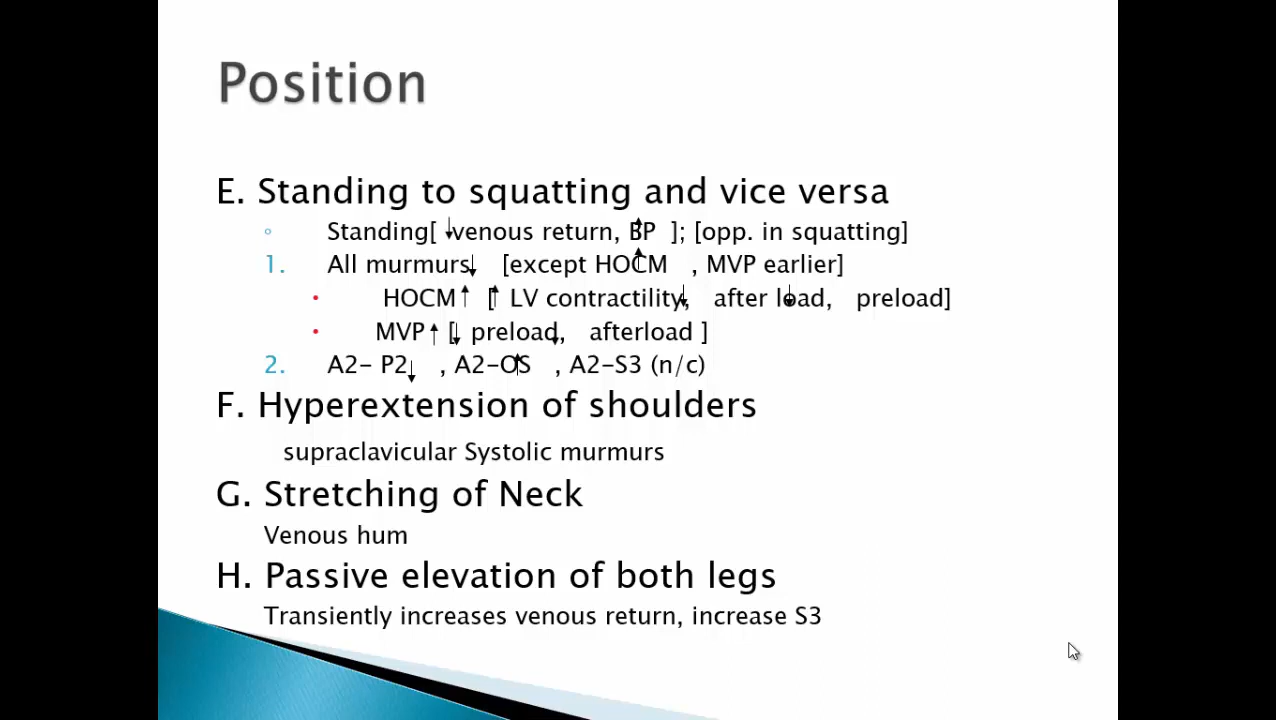 Position
E. Standing to squatting and vice versa
Standing[ ↓venous return, BP↑ ]; [opp. in squatting]
1. All murmurs↓ [except HOCM↑ , MVP earlier]
• HOCM↑ [↑ LV contractility,↓ after load,↓ preload]
• MVP↑ [↓ preload,↓ afterload ]
2. A2- P2↓ , A2-OS↑ , A2-S3 (n/c)
F. Hyperextension of shoulders
supraclavicular Systolic murmurs
G. Stretching of Neck
Venous hum
H. Passive elevation of both legs
Transiently increases venous return, increase S3